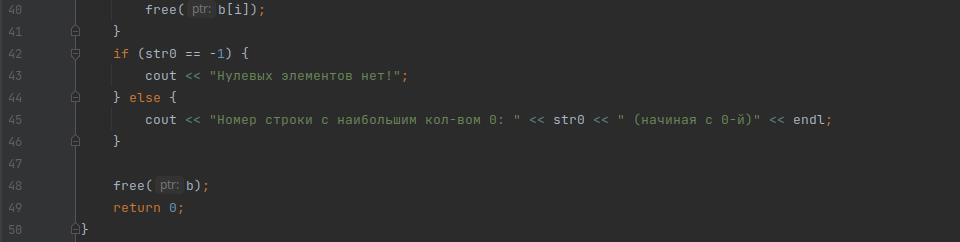 40 free( ptr: b[i]);
41 }
42 if (str0 == -1) {
43 cout << "Нулевых элементов нет!";
44 } else {
45 cout << "Номер строки с наибольшим кол-вом 0: " << str0 << " (начиная с 0-й)" << endl;
46 }
47
48 free( ptr: b);
49 return 0;
50 }